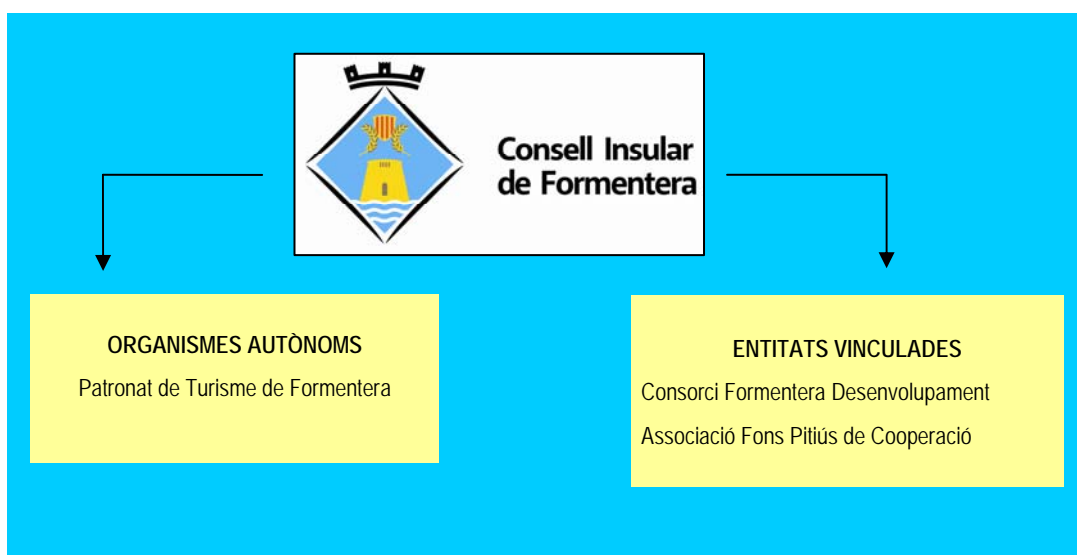 Consell Insular
de Formentera
ORGANISMES AUTÒNOMS
Patronat de Turisme de Formentera
ENTITATS VINCULADES
Consorci Formentera Desenvolupament
Associació Fons Pitiús de Cooperació